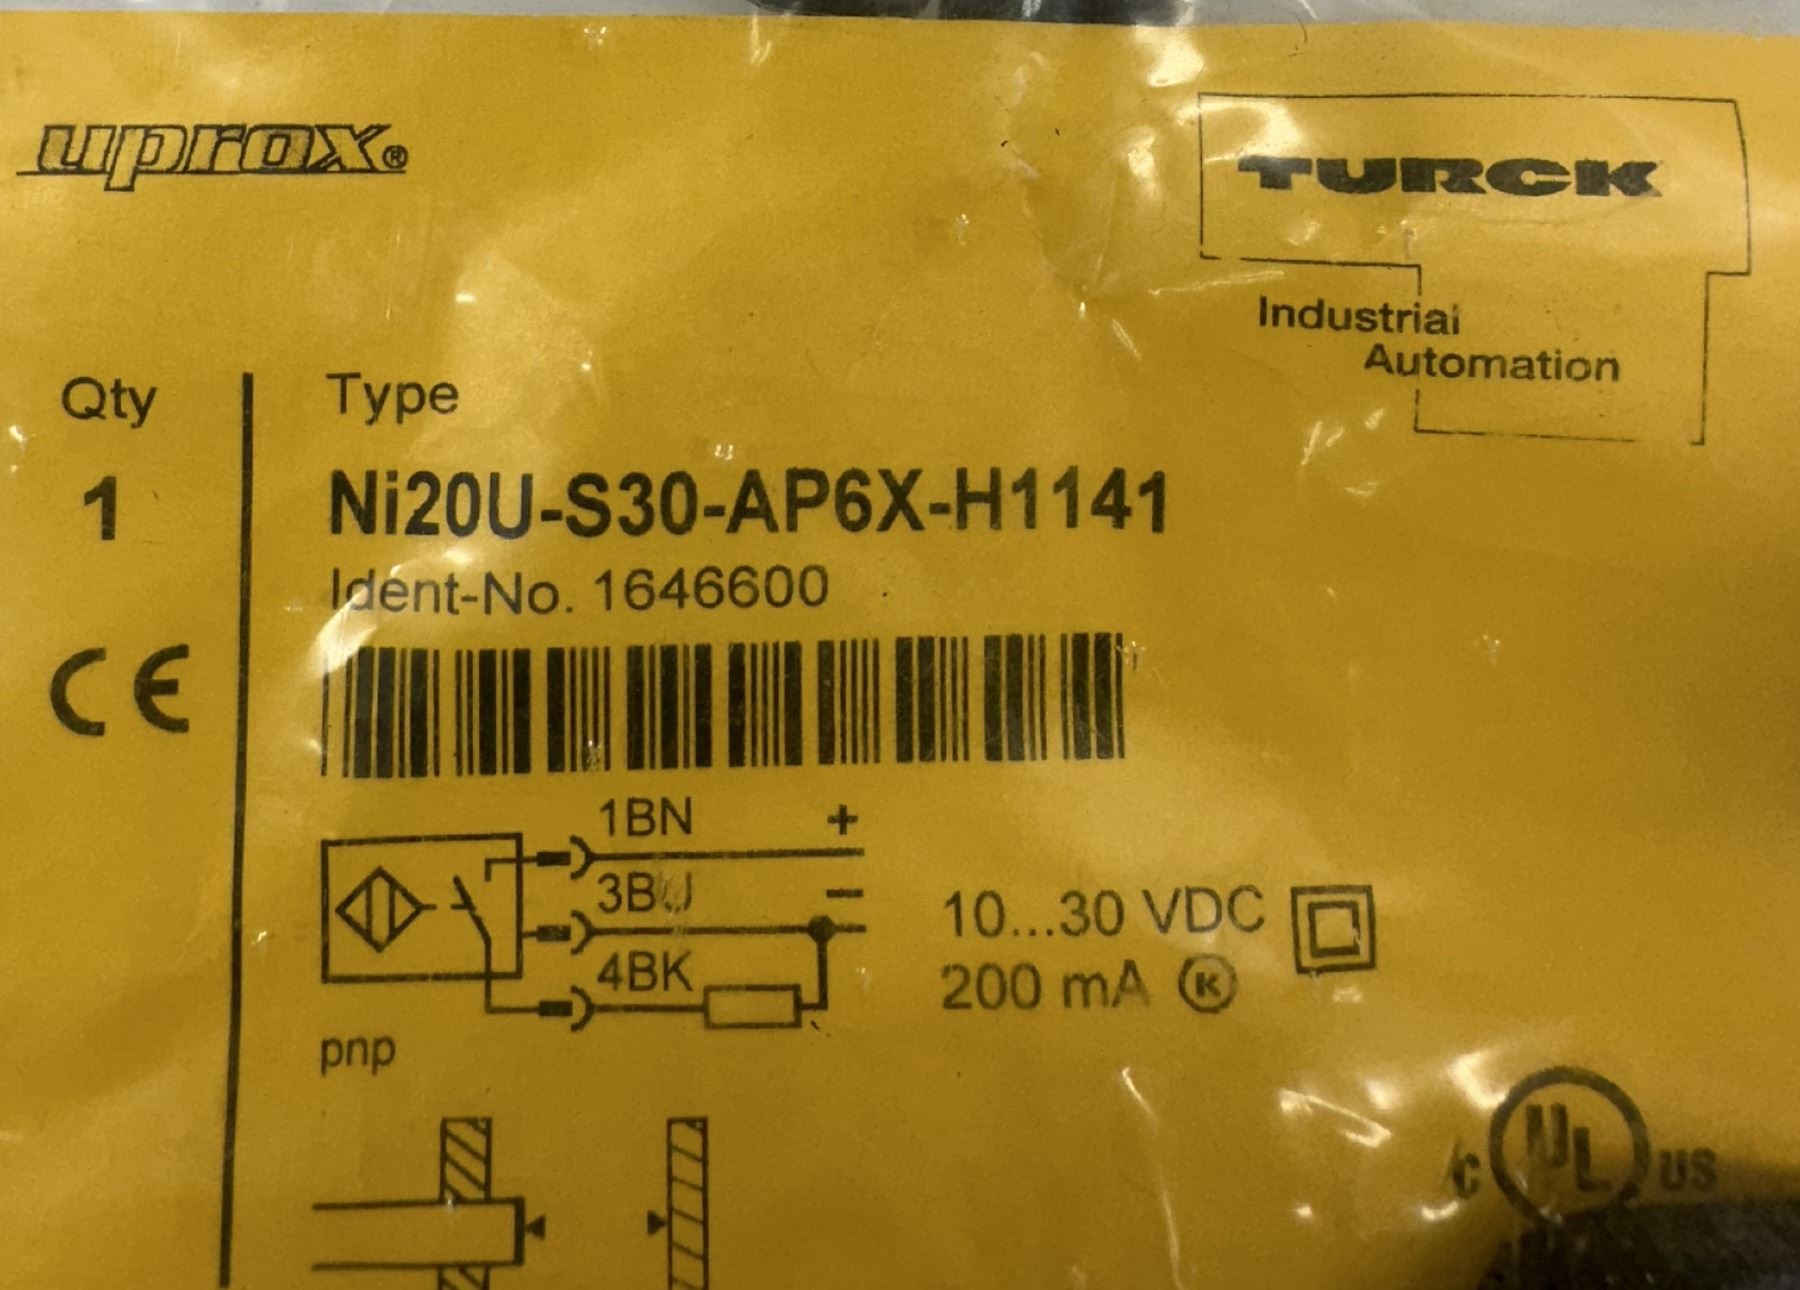 uprox®
TURCK
Industrial
Automation
Qty
Type
1
Ni20U-S30-AP6X-H1141
Ident-No. 1646600
CE
1BN
+
3BU
–
10...30 VDC
4BK
200 mA K
pnp
c UL us